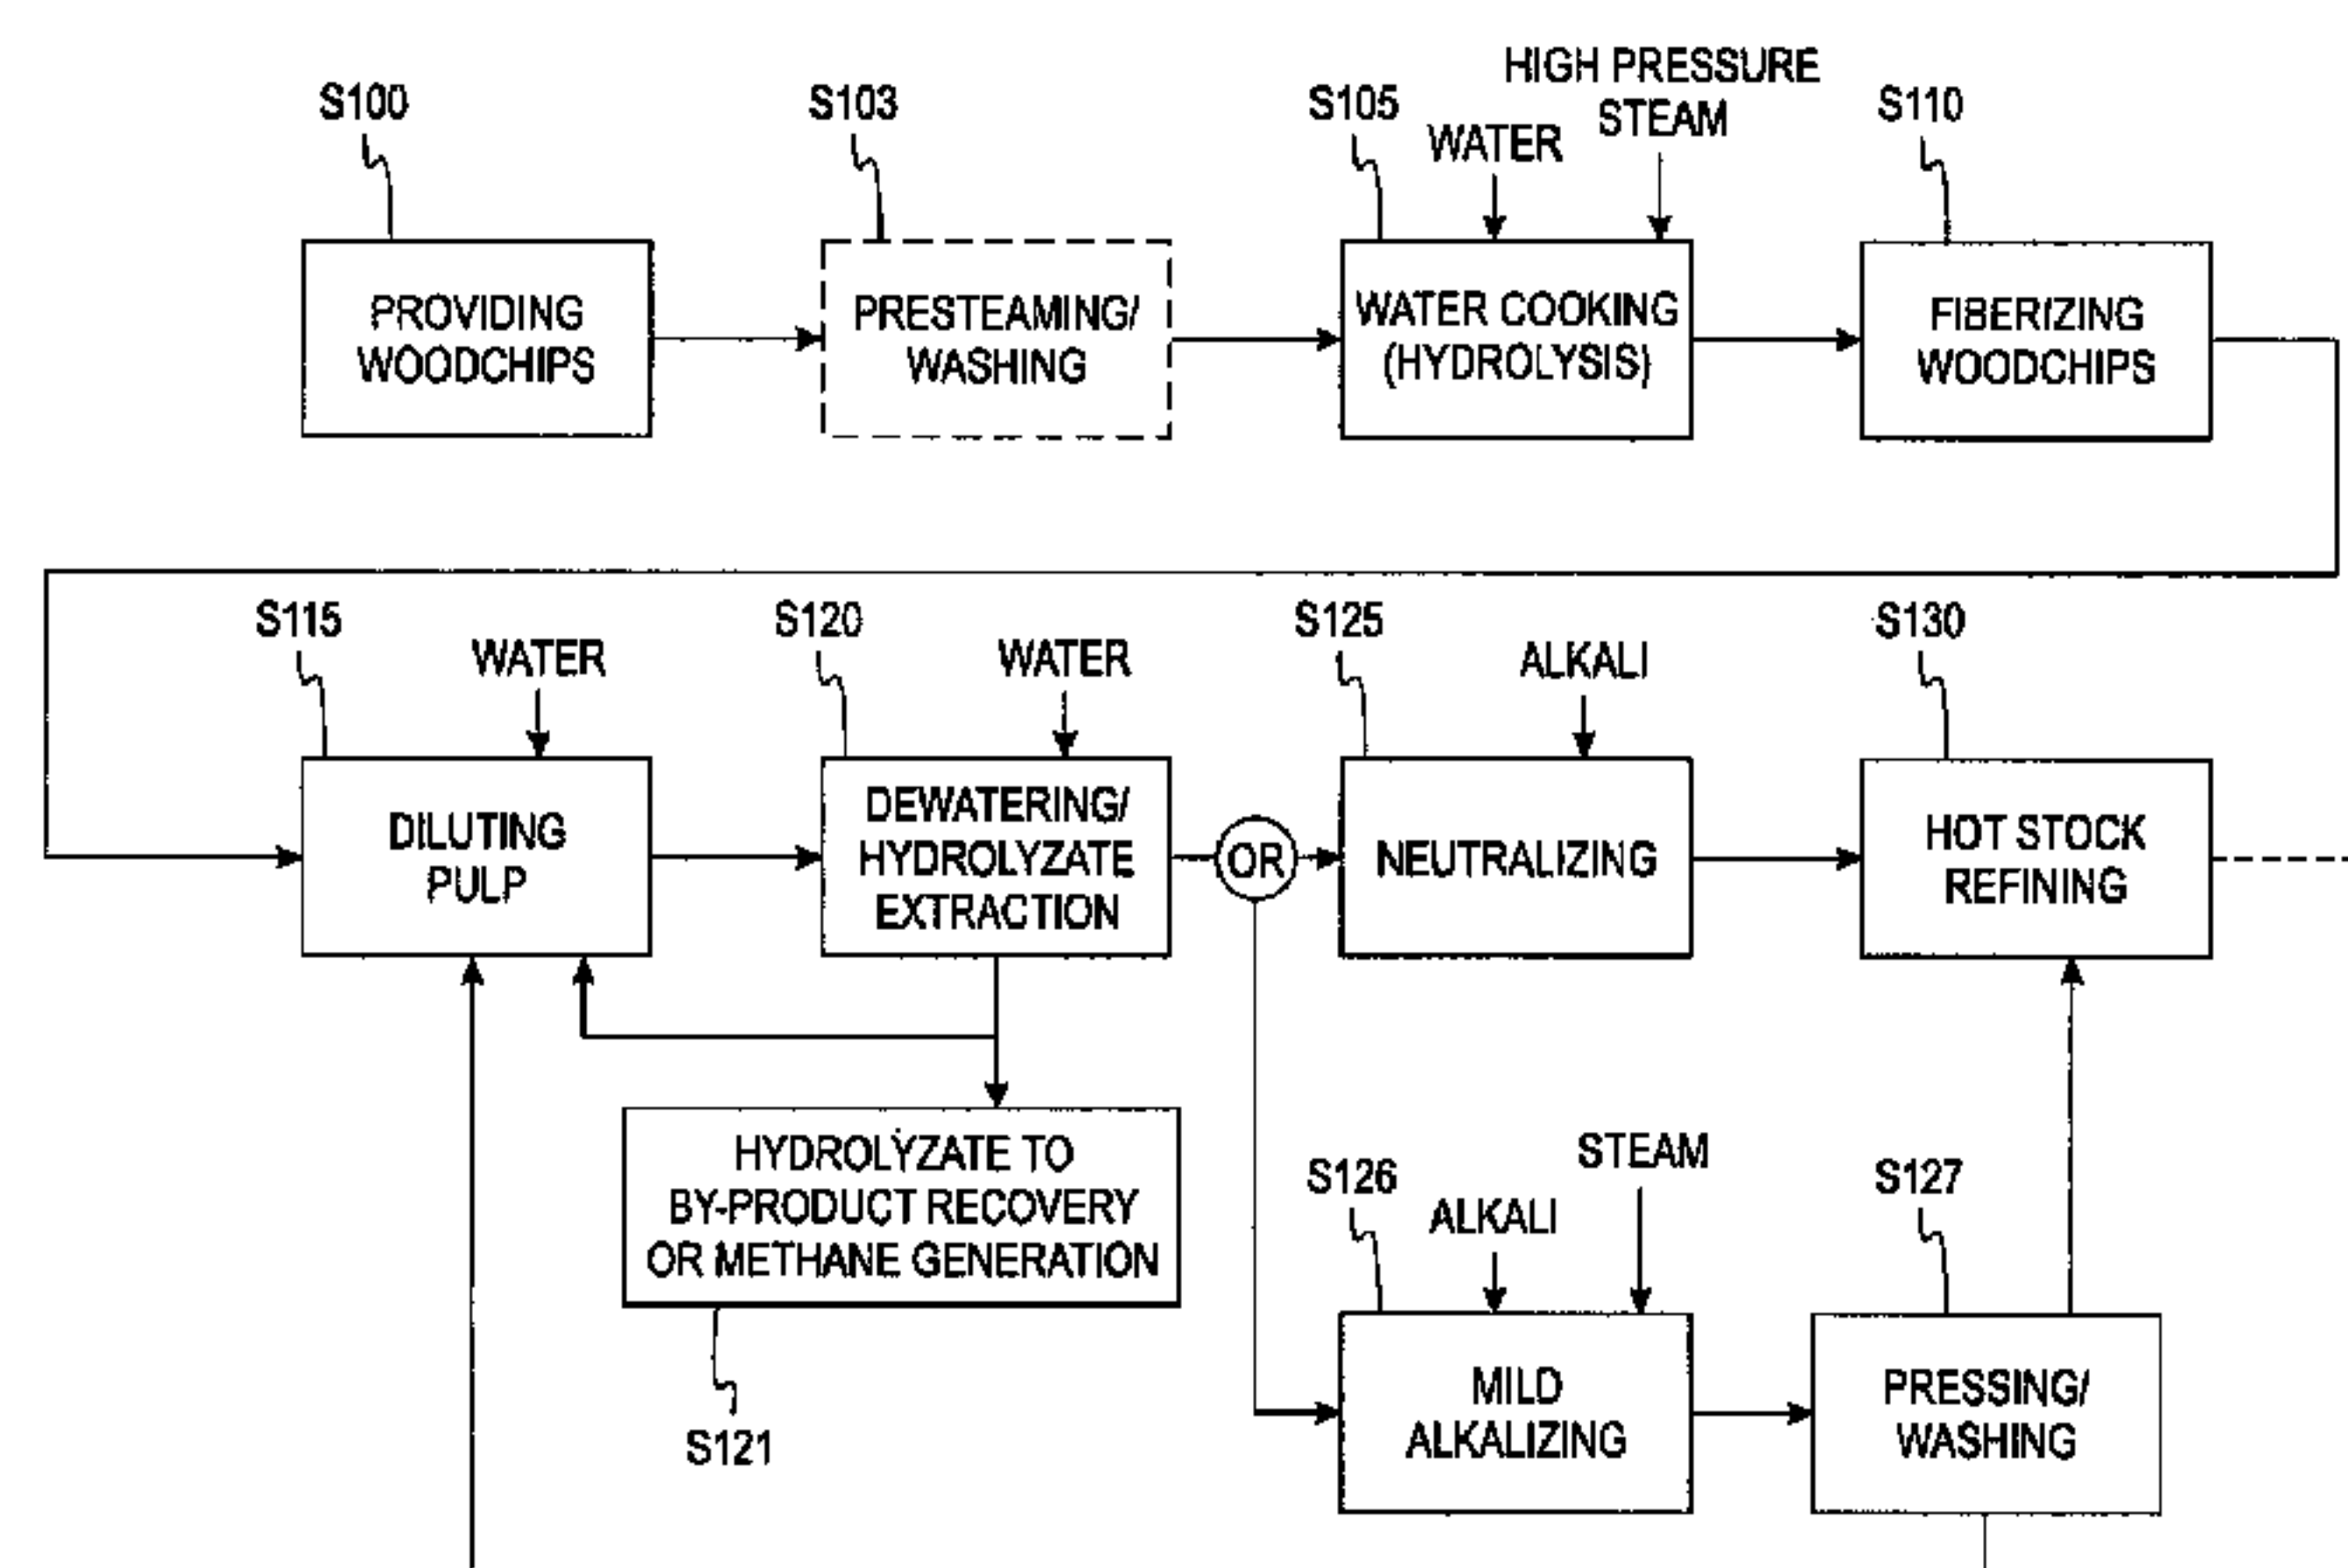 S100
S103
S105
WATER
HIGH PRESSURE
STEAM
S110
PROVIDING
WOODCHIPS
PRESTEAMING/
WASHING
WATER COOKING
(HYDROLYSIS)
FIBERIZING
WOODCHIPS
S115
WATER
S120
WATER
S125
ALKALI
S130
DILUTING
PULP
DEWATERING/
HYDROLYZATE
EXTRACTION
OR
NEUTRALIZING
HOT STOCK
REFINING
HYDROLYZATE TO
BY-PRODUCT RECOVERY
OR METHANE GENERATION
S121
S126
ALKALI
STEAM
S127
MILD
ALKALIZING
PRESSING/
WASHING